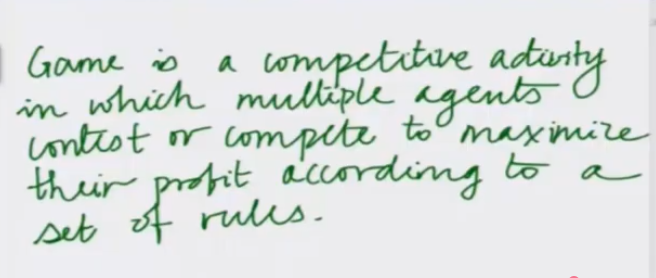 Game is a competitive activity
in which multiple agents
contest or compete to maximize
their profit according to a
set of rules.